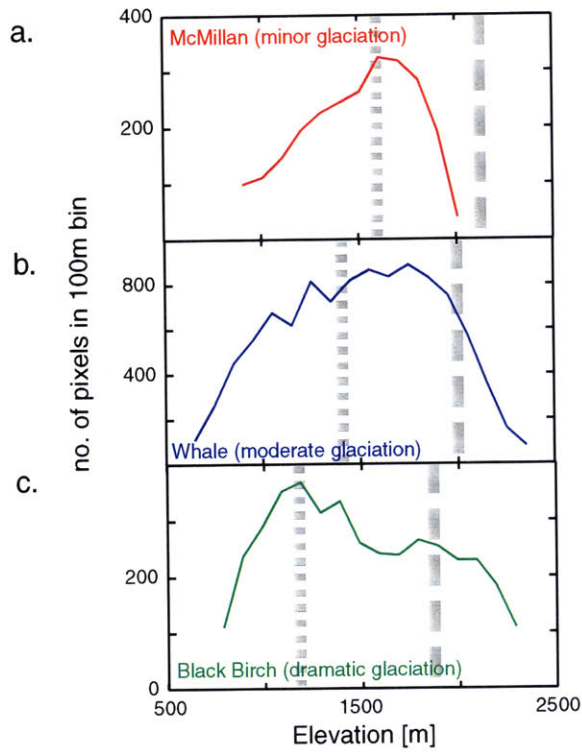 a.
400
McMillan (minor glaciation)
200
no. of pixels in 100m bin
b.
800
400
Whale (moderate glaciation)
c.
200
Black Birch (dramatic glaciation)
0
500 1500 2500
Elevation [m]